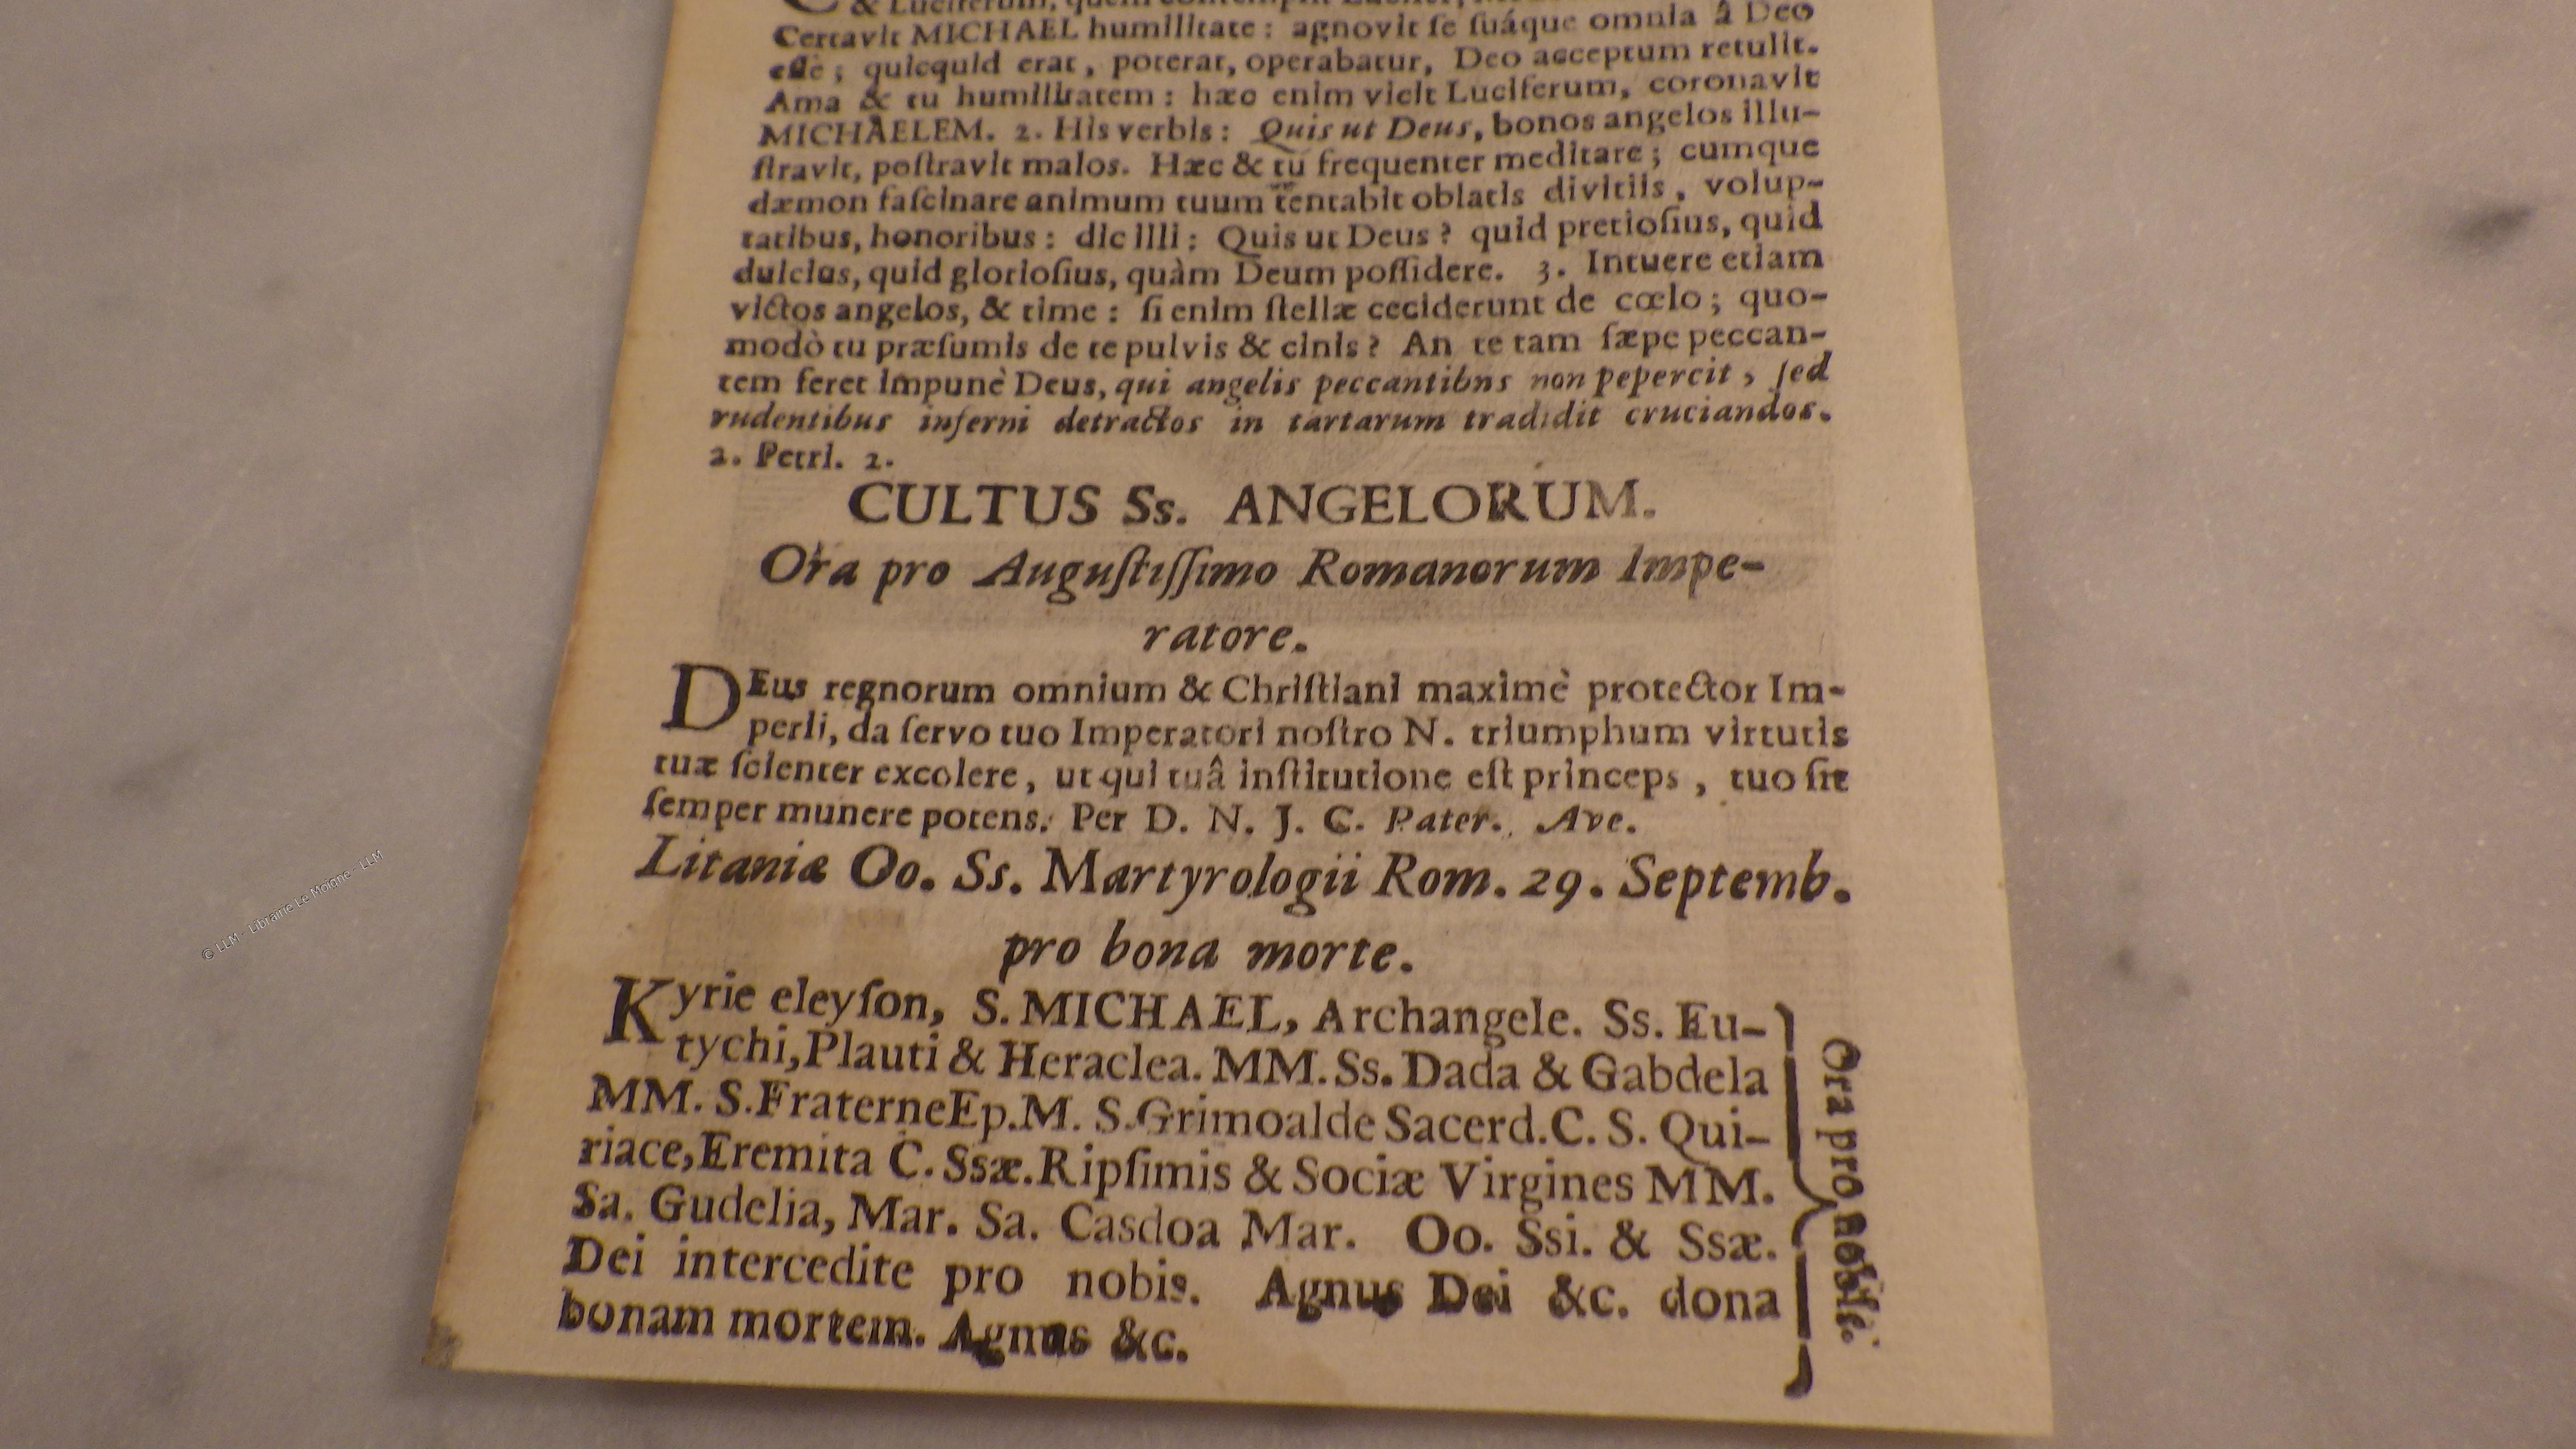 & Luciferum, quem contempsit
Certavit MICHAEL humilitate : agnovit ſe ſuáque omnia â Deo
eſſe ; quicquid erat , poterat, operabatur, Deo acceptum retulit.
Ama & tu humilitatem : hæc enim vicit Luciferum, coronavit
MICHAELEM. 2. His verbis : Quis ut Deus, bonos angelos illu-
ſtravit, poſtravit malos. Hæc & tu frequenter meditare ; cumque
dæmon faſcinare animum tuum tentabit oblatis divitiis , volup-
tatibus, honoribus : dic illi : Quis ut Deus ? quid pretioſius, quid
dulcius, quid glorioſius, quàm Deum poſſidere. 3. Intuere etiam
victos angelos, & time : ſi enim ſtellæ ceciderunt de cœlo ; quo-
modò tu præſumis de te pulvis & cinis ? An te tam ſæpe peccan-
tem feret impunè Deus, qui angelis peccantibns non pepercit , ſed
rudentibus inferni detractos in tartarum tradidit cruciandos.
2. Petri. 2.
CULTUS Ss. ANGELORUM.
Ora pro Auguſtiſſimo Romanorum Impe-
ratore.
DEus regnorum omnium & Chriſtiani maximè protector Im-
perii, da ſervo tuo Imperatori noſtro N. triumphum virtutis
tuæ ſcienter excolere, ut qui tuâ inſtitutione eſt princeps , tuo ſit
ſemper munere potens. Per D. N. J. C. Pater. Ave.
Litaniæ Oo. Ss. Martyrologii Rom. 29. Septemb.
pro bona morte.
Kyrie eleyſon, S. MICHAEL, Archangele. Ss. Eu-
tychi, Plauti & Heraclea. MM. Ss. Dada & Gabdela
MM. S. Fraterne Ep. M. S. Grimoalde Sacerd. C. S. Qui-
riace, Eremita C. Ssæ. Ripſimis & Sociæ Virgines MM.
Sa. Gudelia, Mar. Sa. Casdoa Mar. Oo. Ssi. & Ssæ.
Dei intercedite pro nobis. Agnus Dei &c. dona
bonam mortem. Agnus &c.
Ora pro nobis.
© LLM - Librairie Le Moigne - LLM